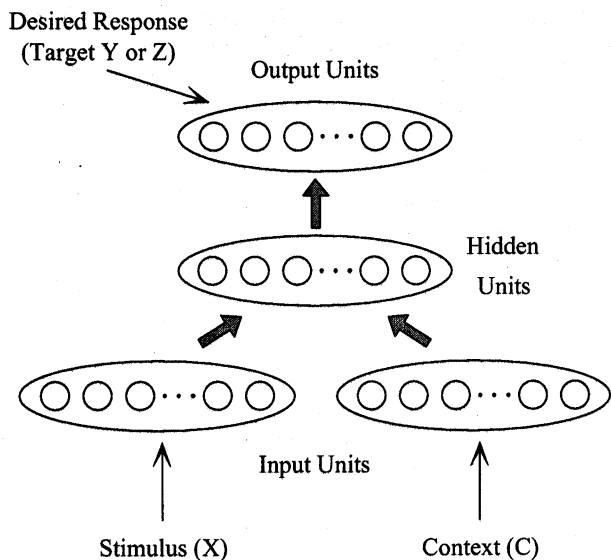 Desired Response
(Target Y or Z)
Output Units
Hidden
Units
Input Units
Stimulus (X)
Context (C)